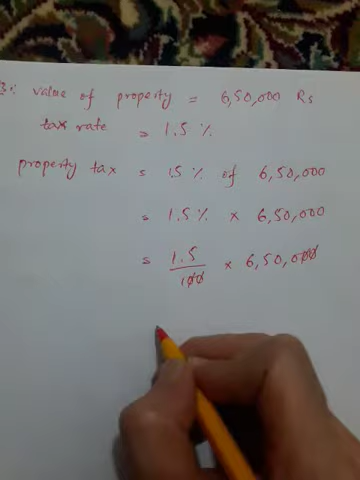 Q3: value of property = 6,50,000 Rs
tax rate = 1.5 %
property tax = 1.5 % of 6,50,000
= 1.5 % × 6,50,000
= 1.5/100 × 6,50,000